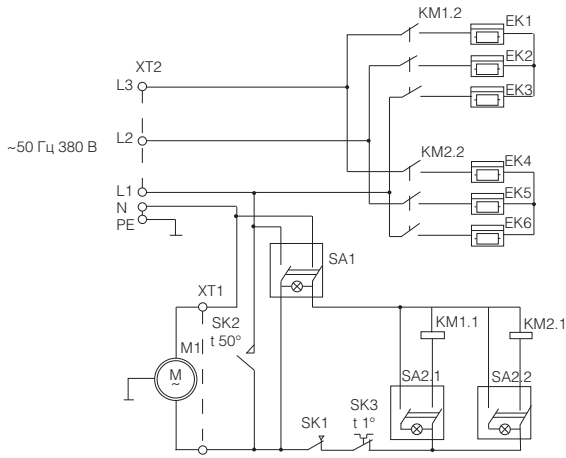 KM1.2
EK1
XT2
EK2
L3
EK3
L2
~50 Гц 380 В
KM2.2
EK4
L1
EK5
N
PE
EK6
SA1
XT1
SK2
t 50°
KM1.1
KM2.1
M1
M
~
SA2.1
SA2.2
SK1
SK3
t 1°